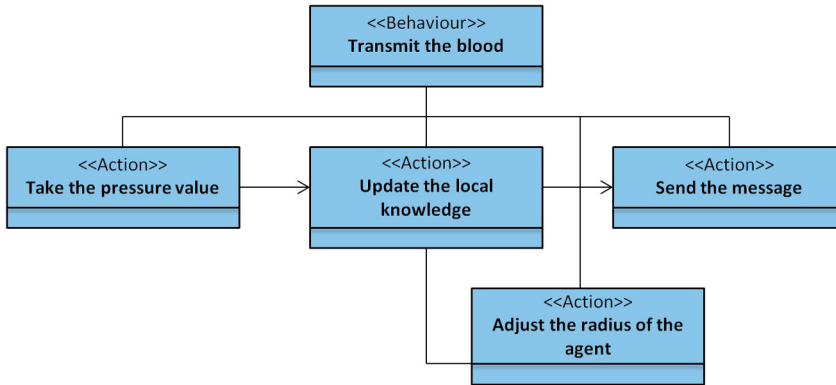 <<Behaviour>>
Transmit the blood
<<Action>>
Take the pressure value
<<Action>>
Update the local
knowledge
<<Action>>
Send the message
<<Action>>
Adjust the radius of the
agent